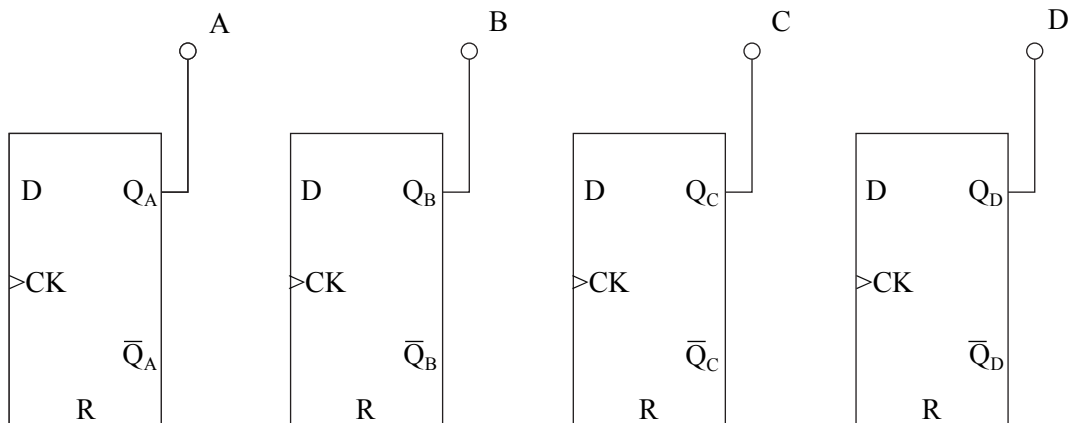 A B C D
D Q_A D Q_B D Q_C D Q_D
>CK >CK >CK >CK
Q̅_A Q̅_B Q̅_C Q̅_D
R R R R